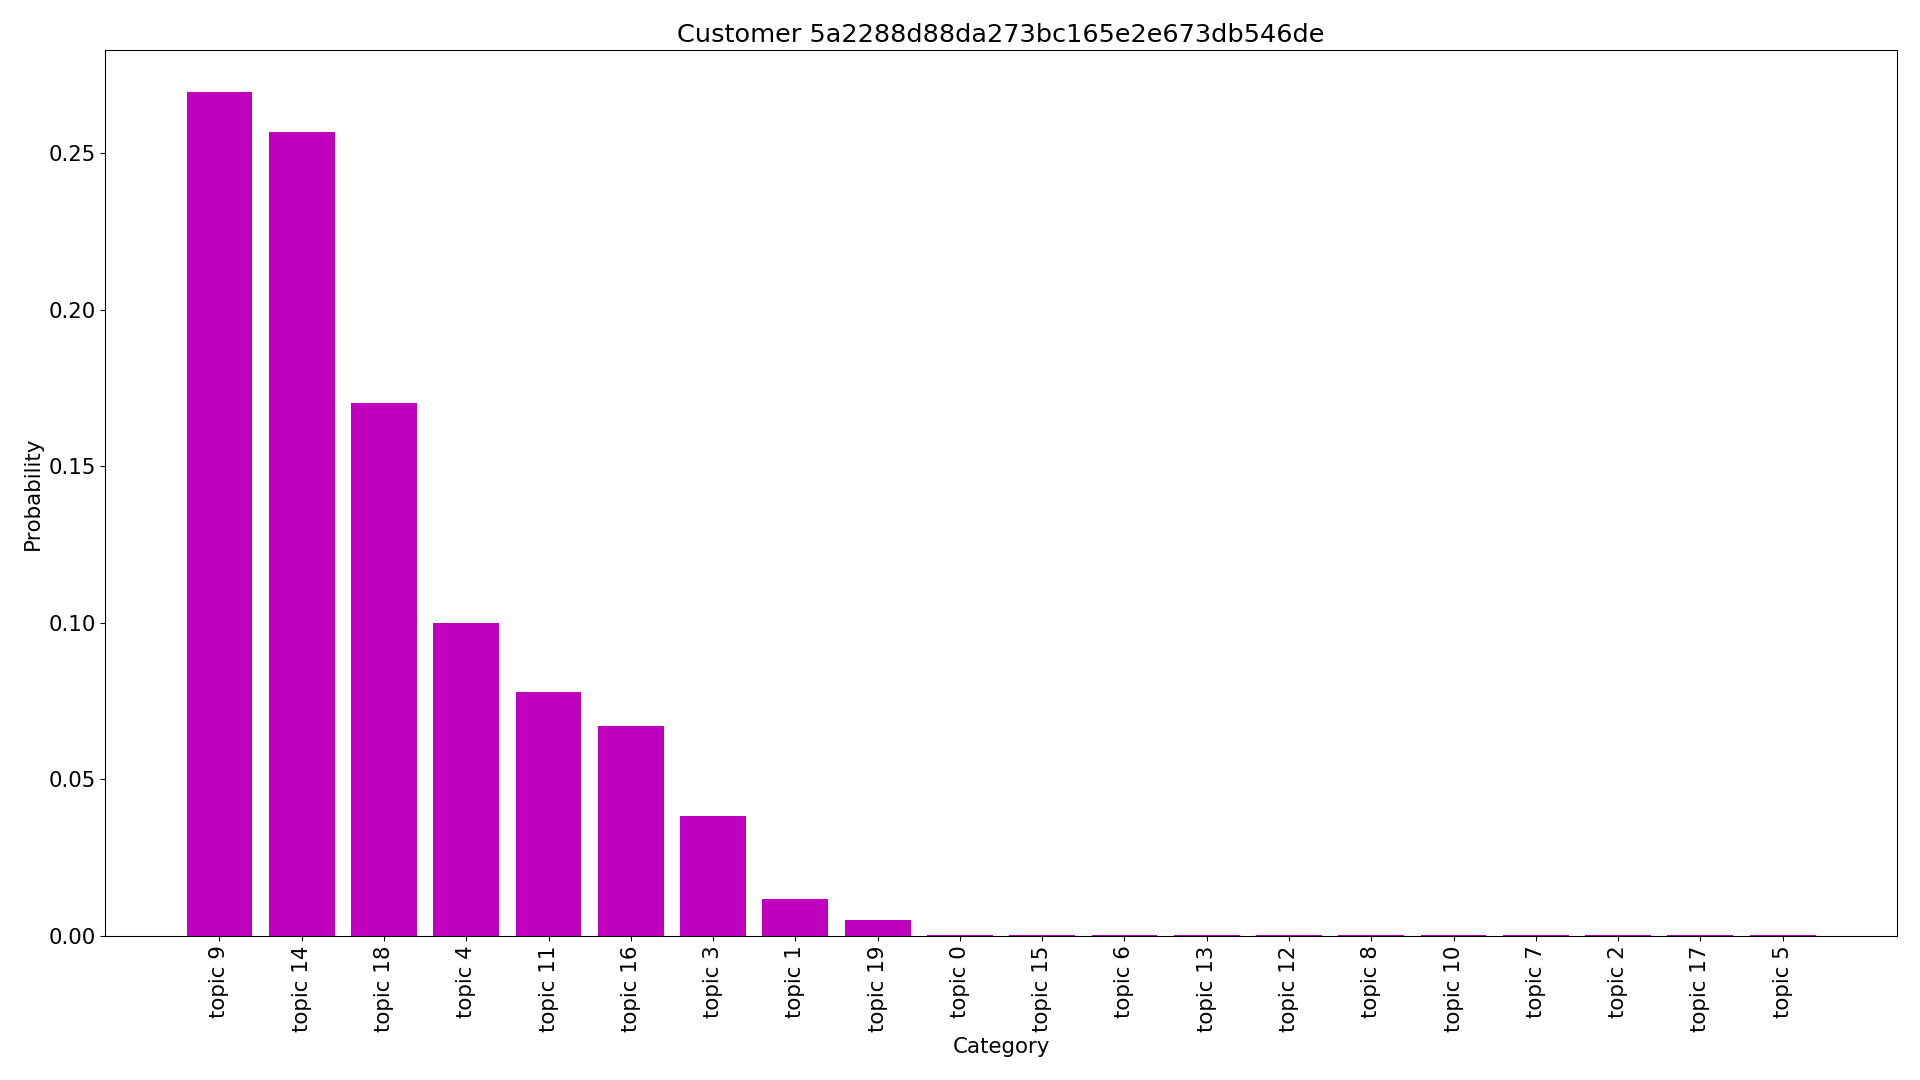 Customer 5a2288d88da273bc165e2e673db546de
Probability
0.25
0.20
0.15
0.10
0.05
0.00
topic 9
topic 14
topic 18
topic 4
topic 11
topic 16
topic 3
topic 1
topic 19
topic 0
topic 15
topic 6
topic 13
topic 12
topic 8
topic 10
topic 7
topic 2
topic 17
topic 5
Category